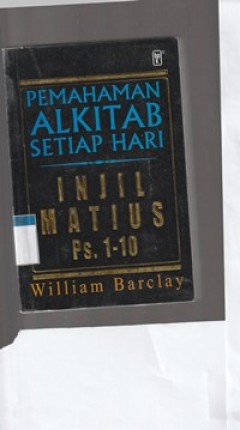 PEMAHAMAN
ALKITAB
SETIAP HARI
INJIL
MATIUS
Ps. 1-10
William Barclay